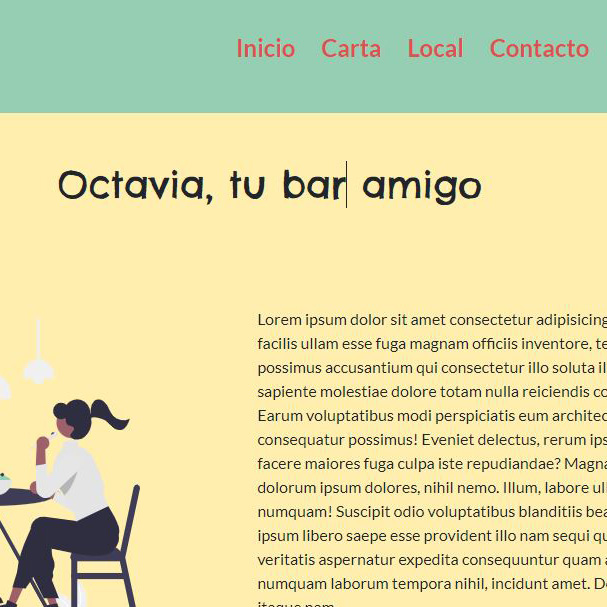 Inicio Carta Local Contacto
Octavia, tu bar amigo
Lorem ipsum dolor sit amet consectetur adipisicing
facilis ullam esse fuga magnam officiis inventore, te
possimus accusantium qui consectetur illo soluta il
sapiente molestiae dolore totam nulla reiciendis co
Earum voluptatibus modi perspiciatis eum architec
consequatur possimus! Eveniet delectus, rerum ips
facere maiores fuga culpa iste repudiandae? Magna
dolorum ipsum dolores, nihil nemo. Illum, labore ull
numquam! Suscipit odio voluptatibus blanditiis bea
ipsum libero saepe esse provident illo nam sequi qu
veritatis aspernatur expedita consequuntur quam a
numquam laborum tempora nihil, incidunt amet. De